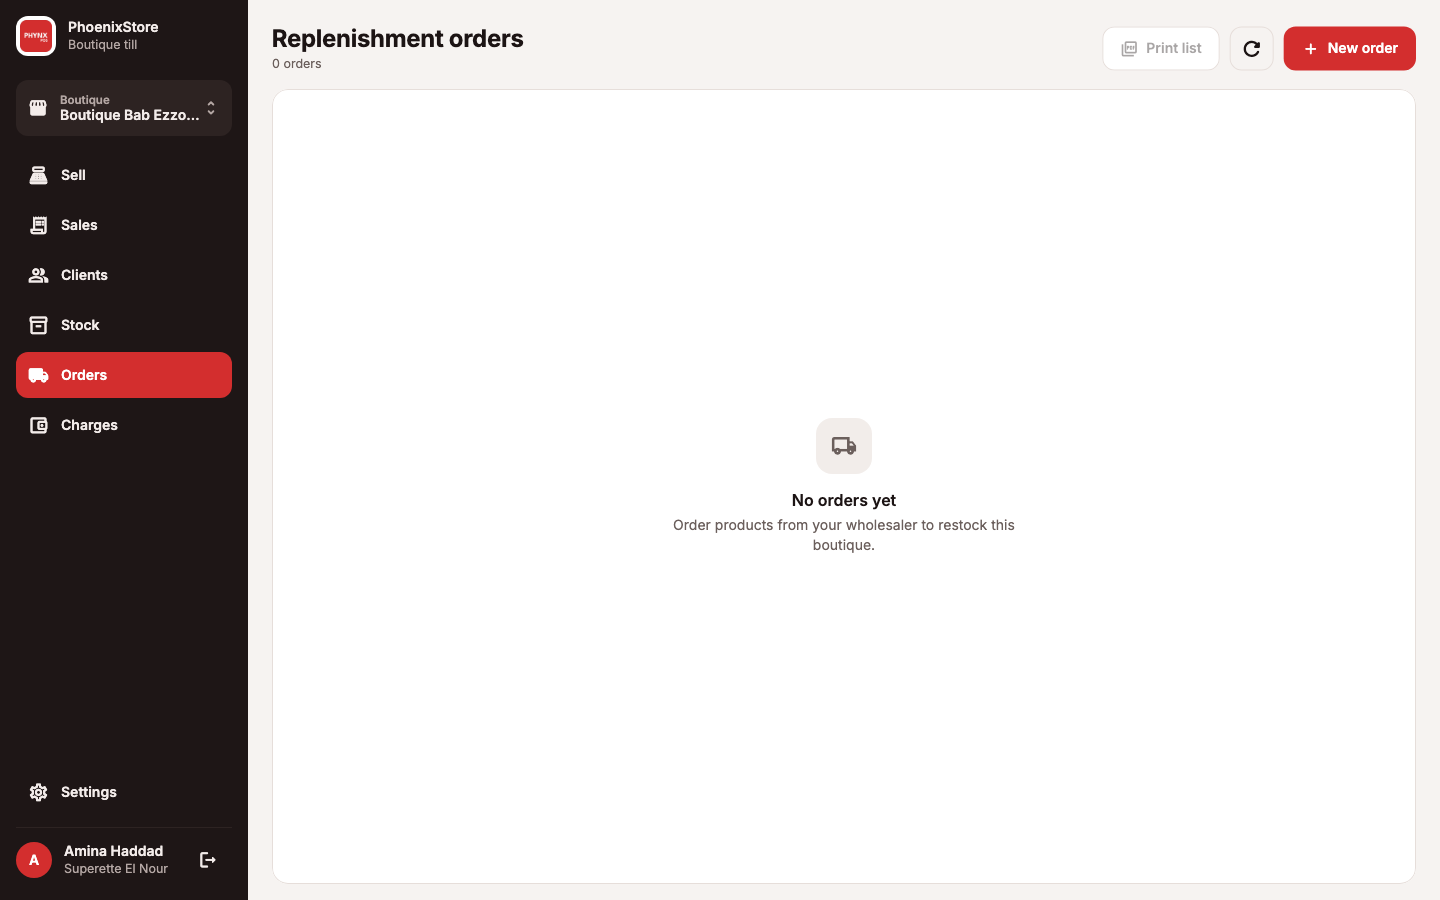 PHYNX
POS
PhoenixStore
Boutique till
Boutique
Boutique Bab Ezzo...
Sell
Sales
Clients
Stock
Orders
Charges
Settings
A
Amina Haddad
Superette El Nour
Replenishment orders
0 orders
Print list
New order
No orders yet
Order products from your wholesaler to restock this
boutique.